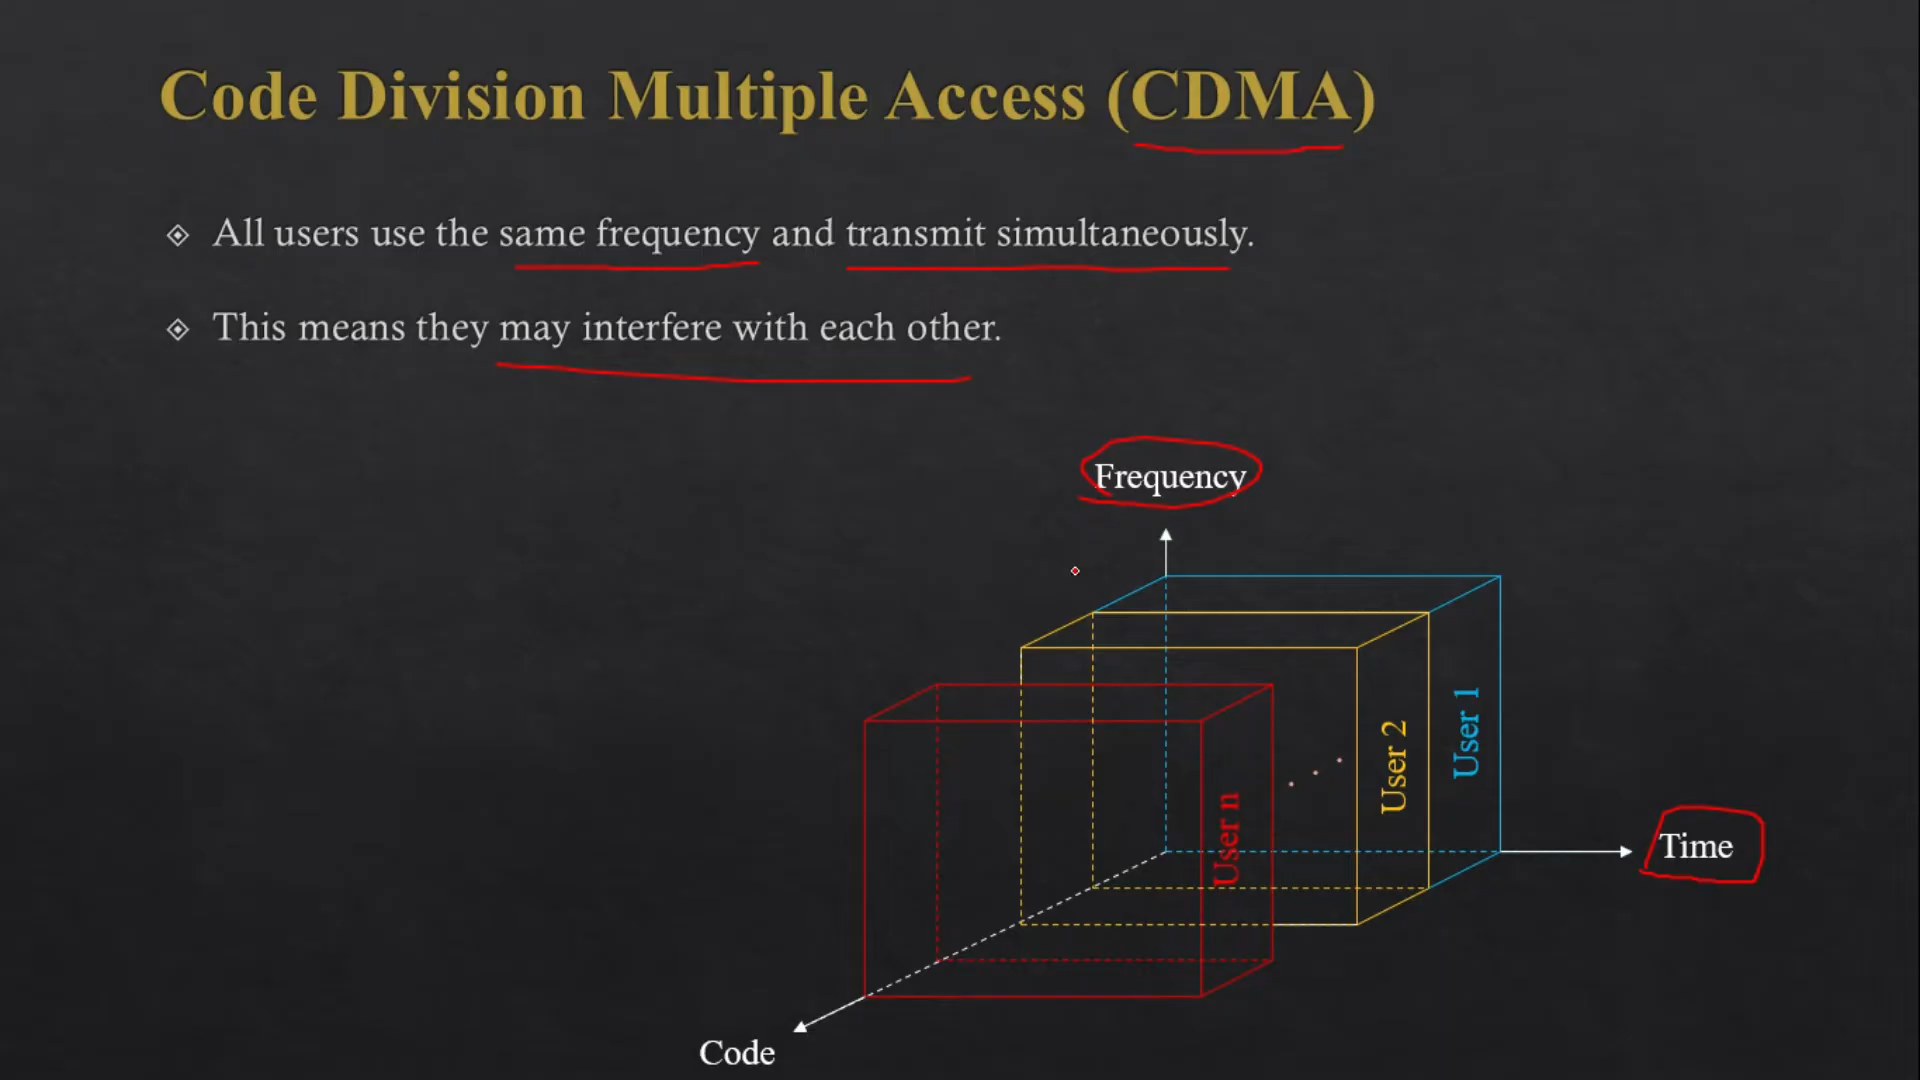 Code Division Multiple Access (CDMA)
All users use the same frequency and transmit simultaneously.
This means they may interfere with each other.
Frequency
User 1
User 2
User n
Time
Code